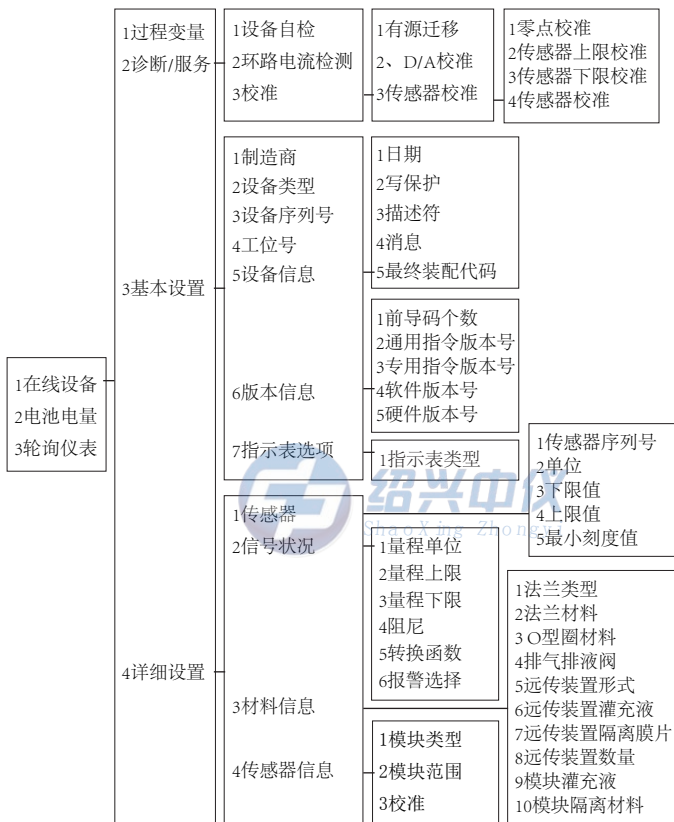 1在线设备
2电池电量
3轮询仪表
1过程变量
2诊断/服务
3基本设置
4详细设置
1设备自检
2环路电流检测
3校准
1有源迁移
2、D/A校准
3传感器校准
1零点校准
2传感器上限校准
3传感器下限校准
4传感器校准
1制造商
2设备类型
3设备序列号
4工位号
5设备信息
6版本信息
7指示表选项
1日期
2写保护
3描述符
4消息
5最终装配代码
1前导码个数
2通用指令版本号
3专用指令版本号
4软件版本号
5硬件版本号
1指示表类型
1传感器
2信号状况
3材料信息
4传感器信息
1传感器序列号
2单位
3下限值
4上限值
5最小刻度值
1量程单位
2量程上限
3量程下限
4阻尼
5转换函数
6报警选择
1法兰类型
2法兰材料
3 O型圈材料
4排气排液阀
5远传装置形式
6远传装置灌充液
7远传装置隔离膜片
8远传装置数量
9模块灌充液
10模块隔离材料
1模块类型
2模块范围
3校准
绍兴中仪
ShaoXing Zhongyi